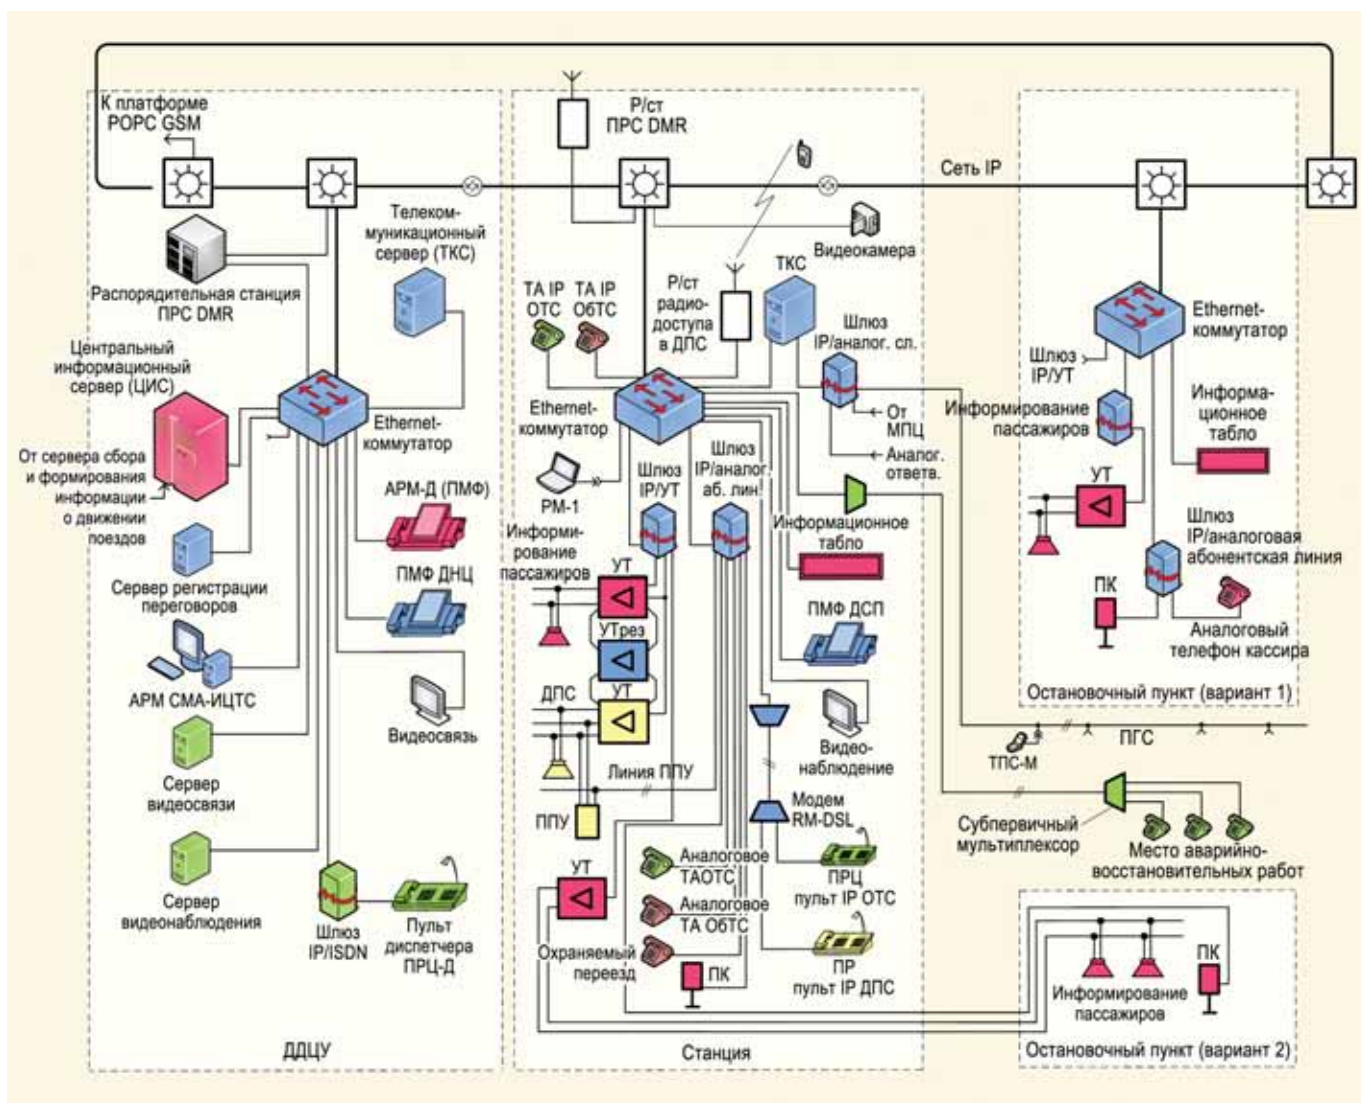 К платформе
РОРС GSM
Р/ст
ПРС DMR
Сеть IP
Телеком-
муникационный
сервер (ТКС)
Распорядительная станция
ПРС DMR
Центральный
информационный
сервер (ЦИС)
Ethernet-
коммутатор
От сервера сбора
и формирования
информации
о движении
поездов
АРМ-Д (ПМФ)
Сервер регистрации
переговоров
ПМФ ДНЦ
АРМ СМА-ИЦТС
Видеосвязь
Сервер
видеосвязи
Сервер
видеонаблюдения
Шлюз
IP/ISDN
Пульт
диспетчера
ПРЦ-Д
ДДЦУ
Видеокамера
ТА IP
ОТС
ТА IP
ОбТС
Р/ст
радио-
доступа
в ДПС
ТКС
Шлюз
IP/аналог. сл.
Ethernet-
коммутатор
От
МПЦ
Аналог.
ответв.
РМ-1
Шлюз
IP/УТ
Шлюз
IP/аналог.
аб. лин.
Информи-
рование
пассажиров
Информационное
табло
УТ
УТрез
УТ
ПМФ ДСП
ДПС
Видео-
наблюдение
Линия ППУ
ППУ
Модем
RM-DSL
УТ
Аналоговое
ТАОТС
ПРЦ
пульт IP ОТС
Аналоговое
ТА ОбТС
Охраняемый
переезд
ПК
ПР
пульт IP ДПС
Станция
Ethernet-
коммутатор
Шлюз
IP/УТ
Информирование
пассажиров
Информа-
ционное
табло
УТ
Шлюз
IP/аналоговая
абонентская линия
ПК
Аналоговый
телефон кассира
Остановочный пункт (вариант 1)
ПГС
ТПС-М
Субпервичный
мультиплексор
Место аварийно-
восстановительных работ
ПК
Информирование
пассажиров
Остановочный пункт (вариант 2)